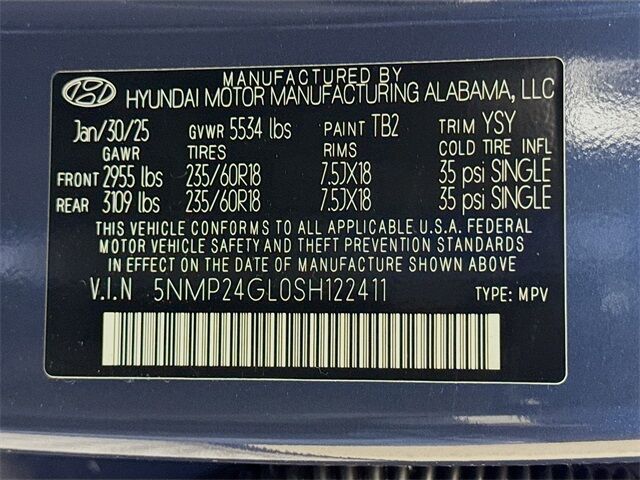 MANUFACTURED BY
HYUNDAI MOTOR MANUFACTURING ALABAMA, LLC
Jan/30/25 GVWR 5534 lbs PAINT TB2 TRIM YSY
GAWR TIRES RIMS COLD TIRE INFL
FRONT 2955 lbs 235/60R18 7.5JX18 35 psi SINGLE
REAR 3109 lbs 235/60R18 7.5JX18 35 psi SINGLE
THIS VEHICLE CONFORMS TO ALL APPLICABLE U.S.A. FEDERAL
MOTOR VEHICLE SAFETY AND THEFT PREVENTION STANDARDS
IN EFFECT ON THE DATE OF MANUFACTURE SHOWN ABOVE
V.I.N 5NMP24GL0SH122411 TYPE: MPV